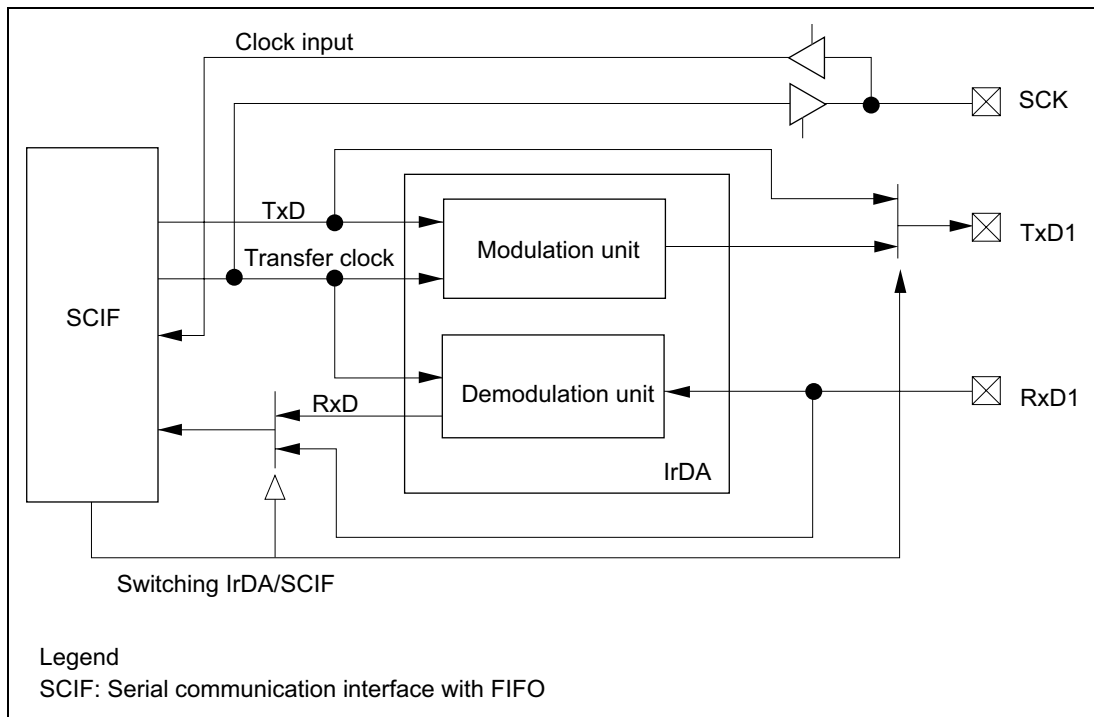 Clock input
SCK
TxD
TxD1
Transfer clock
Modulation unit
SCIF
Demodulation unit
RxD
RxD1
IrDA
Switching IrDA/SCIF
Legend
SCIF: Serial communication interface with FIFO